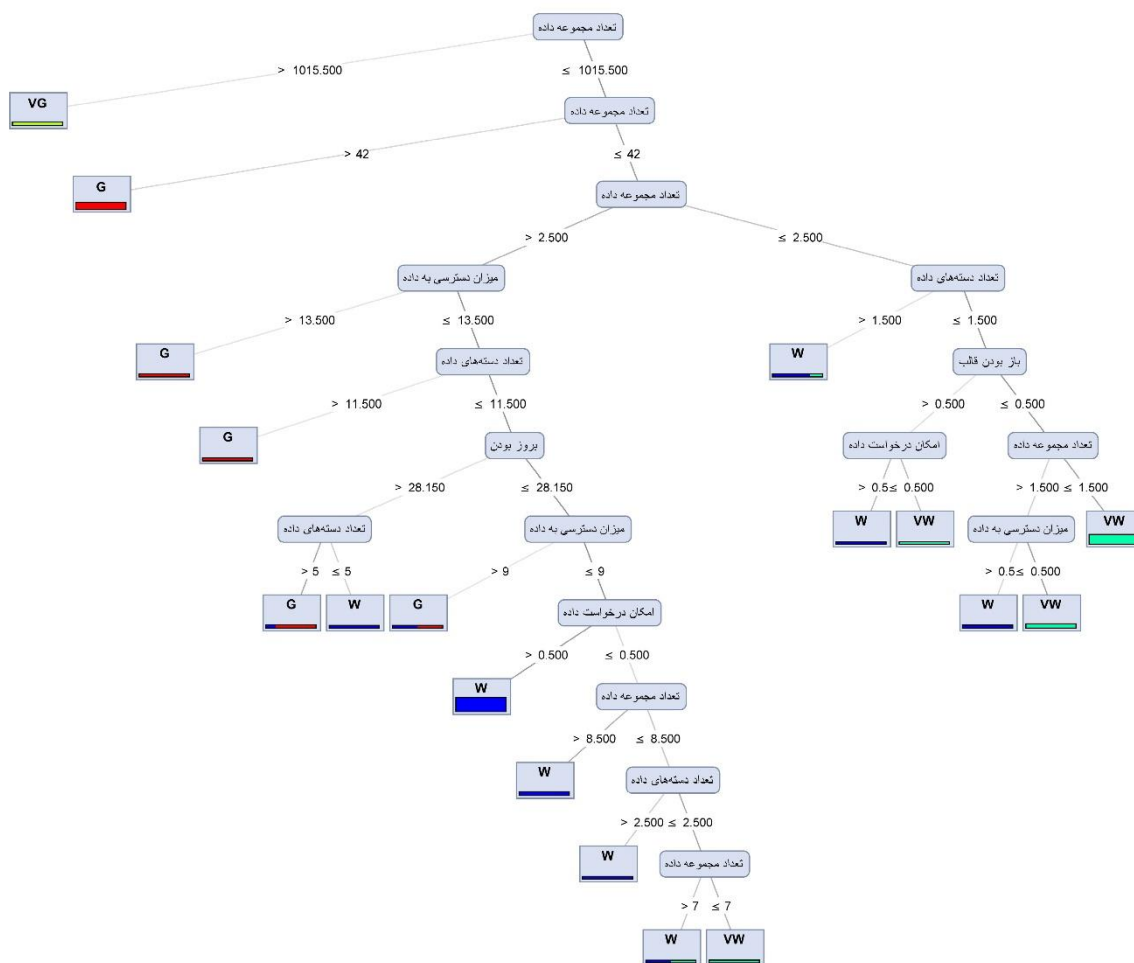 تعداد مجموعه داده
> 1015.500
≤ 1015.500
VG
تعداد مجموعه داده
> 42
≤ 42
G
تعداد مجموعه داده
> 2.500
≤ 2.500
میزان دسترسی به داده
تعداد دسته‌های داده
> 13.500
≤ 13.500
> 1.500
≤ 1.500
G
تعداد دسته‌های داده
W
باز بودن قالب
> 11.500
≤ 11.500
> 0.500
≤ 0.500
G
بروز بودن
امکان درخواست داده
تعداد مجموعه داده
> 28.150
≤ 28.150
> 0.5
≤ 0.500
> 1.500
≤ 1.500
تعداد دسته‌های داده
میزان دسترسی به داده
W
VW
میزان دسترسی به داده
VW
> 5
≤ 5
> 9
≤ 9
> 0.5
≤ 0.500
G
W
G
امکان درخواست داده
W
VW
> 0.500
≤ 0.500
W
تعداد مجموعه داده
> 8.500
≤ 8.500
W
تعداد دسته‌های داده
> 2.500
≤ 2.500
W
تعداد مجموعه داده
> 7
≤ 7
W
VW